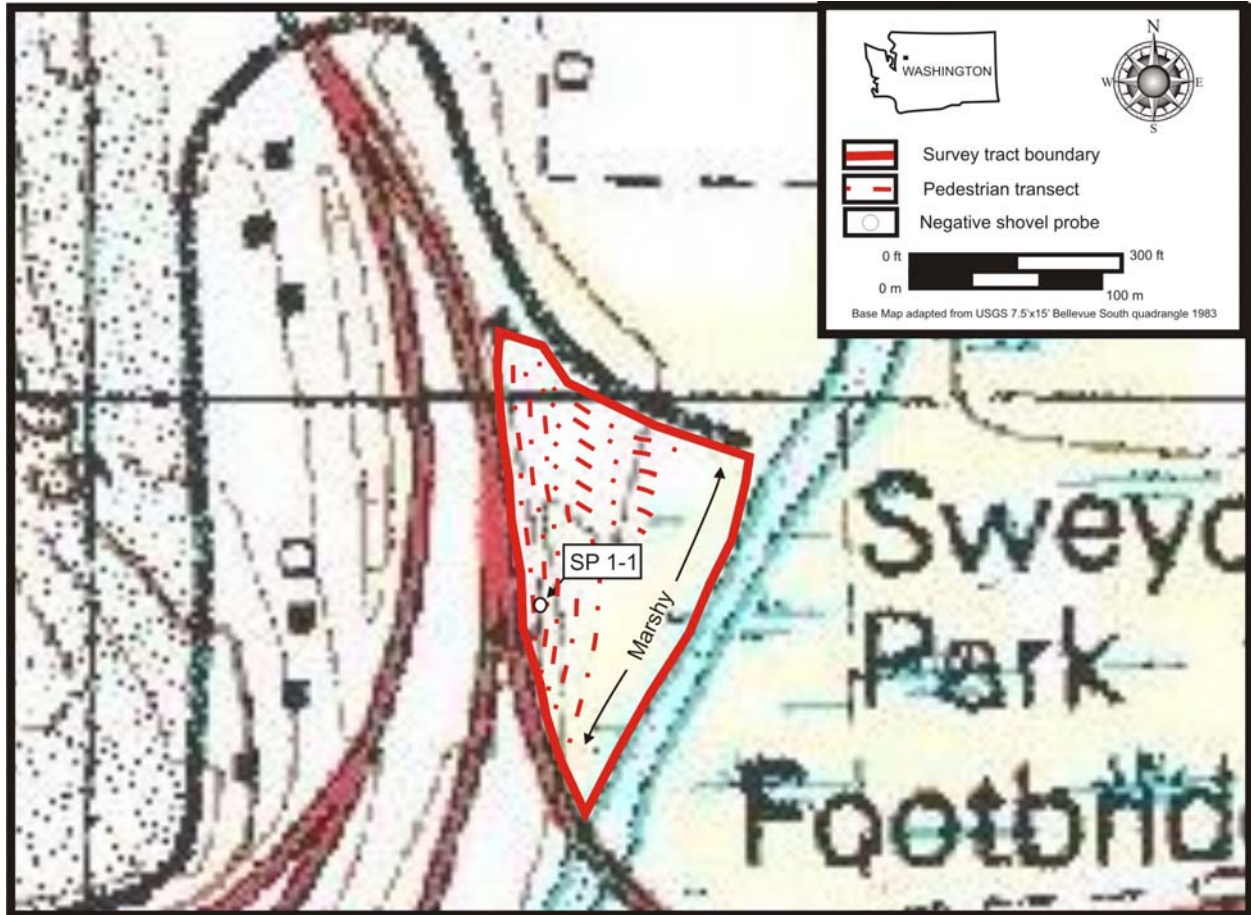 N
W
E
S
WASHINGTON
Survey tract boundary
Pedestrian transect
Negative shovel probe
0 ft
300 ft
0 m
100 m
Base Map adapted from USGS 7.5'x15' Bellevue South quadrangle 1983
SP 1-1
Marshy
Park